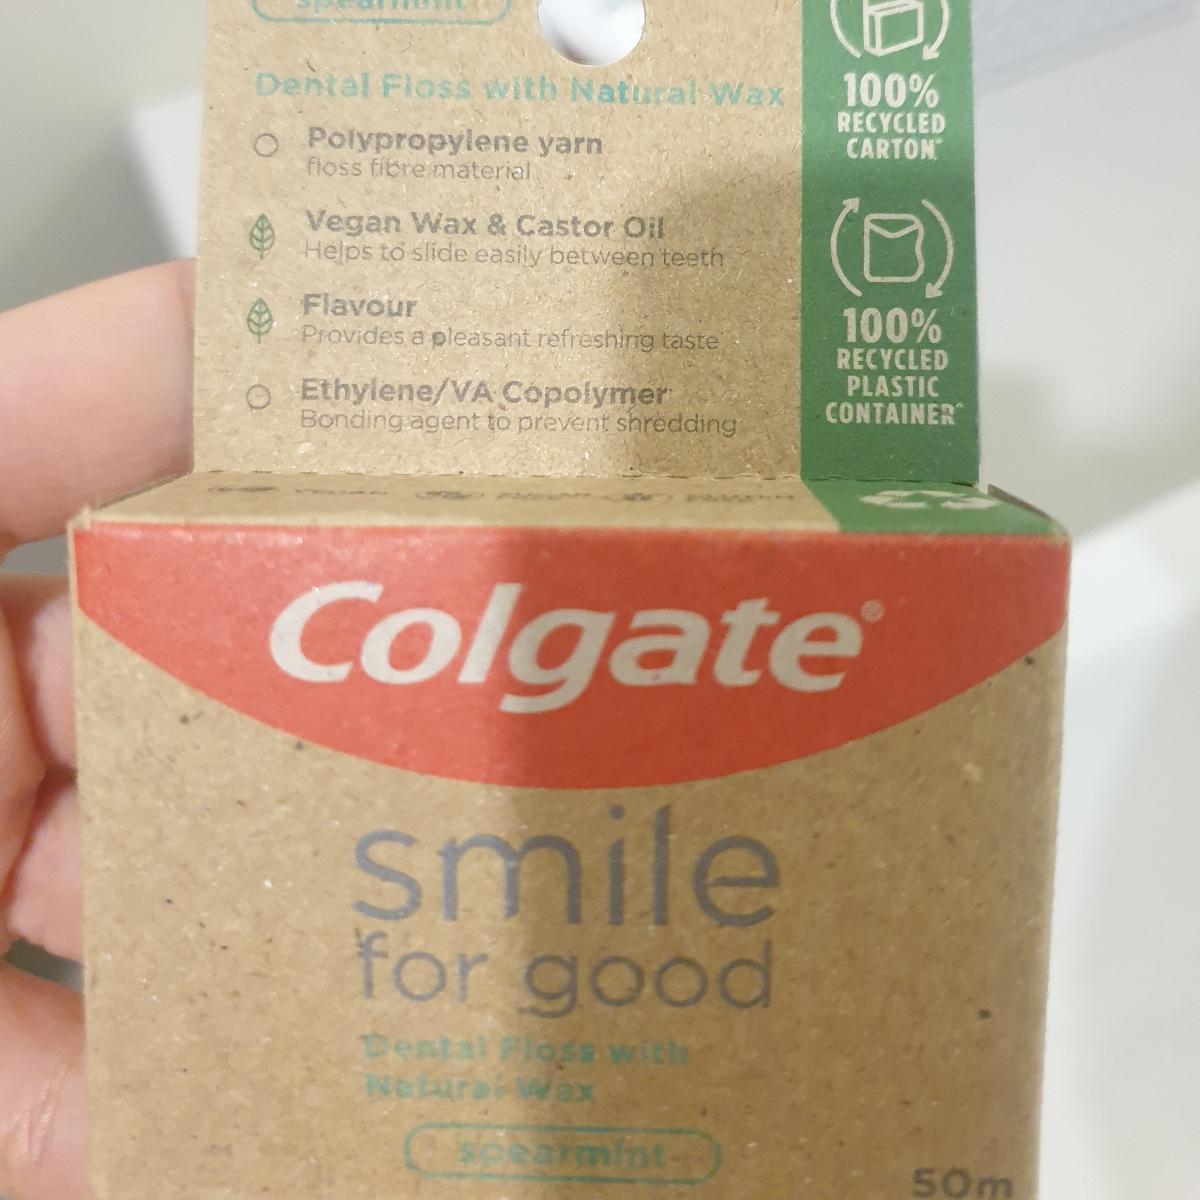 spearmint
Dental Floss with Natural Wax
Polypropylene yarn
floss fibre material
Vegan Wax & Castor Oil
Helps to slide easily between teeth
Flavour
Provides a pleasant refreshing taste
Ethylene/VA Copolymer
Bonding agent to prevent shredding
100%
RECYCLED
CARTON*
100%
RECYCLED
PLASTIC
CONTAINER^
VEGAN
Colgate®
smile
for good
Dental Floss with
Natural Wax
spearmint
50m